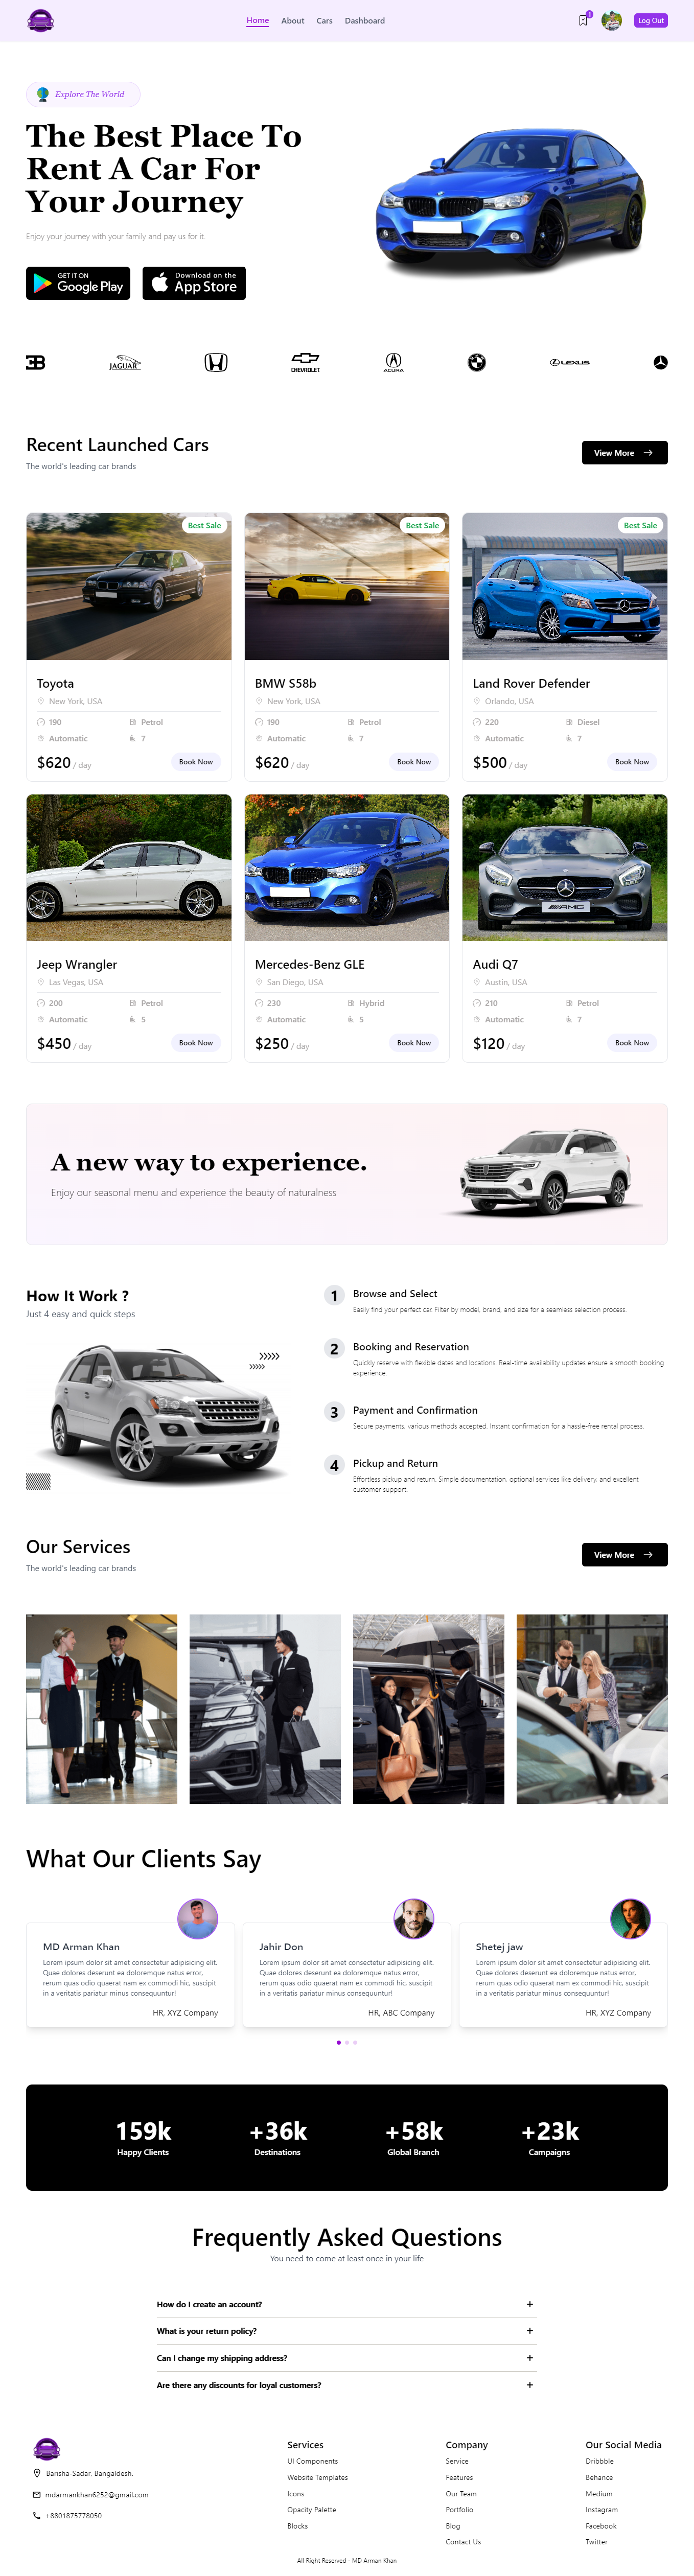 Home
About
Cars
Dashboard
1
Log Out
Explore The World
The Best Place To
Rent A Car For
Your Journey
Enjoy your journey with your family and pay us for it.
GET IT ON
Google Play
Download on the
App Store
JAGUAR
CHEVROLET
ACURA
LEXUS
Recent Launched Cars
The world's leading car brands
View More
Best Sale
Best Sale
Best Sale
Toyota
New York, USA
190
Petrol
Automatic
7
$620 / day
Book Now
BMW S58b
New York, USA
190
Petrol
Automatic
7
$620 / day
Book Now
Land Rover Defender
Orlando, USA
220
Diesel
Automatic
7
$500 / day
Book Now
AMG
Jeep Wrangler
Las Vegas, USA
200
Petrol
Automatic
5
$450 / day
Book Now
Mercedes-Benz GLE
San Diego, USA
230
Hybrid
Automatic
5
$250 / day
Book Now
Audi Q7
Austin, USA
210
Petrol
Automatic
7
$120 / day
Book Now
A new way to experience.
Enjoy our seasonal menu and experience the beauty of naturalness
How It Work ?
Just 4 easy and quick steps
1
Browse and Select
Easily find your perfect car. Filter by model, brand, and size for a seamless selection process.
2
Booking and Reservation
Quickly reserve with flexible dates and locations. Real-time availability updates ensure a smooth booking
experience.
3
Payment and Confirmation
Secure payments, various methods accepted. Instant confirmation for a hassle-free rental process.
4
Pickup and Return
Effortless pickup and return. Simple documentation, optional services like delivery, and excellent
customer support.
Our Services
The world's leading car brands
View More
What Our Clients Say
MD Arman Khan
Lorem ipsum dolor sit amet consectetur adipisicing elit.
Quae dolores deserunt ea doloremque natus error,
rerum quas odio quaerat nam ex commodi hic, suscipit
in a veritatis pariatur minus consequuntur!
HR, XYZ Company
Jahir Don
Lorem ipsum dolor sit amet consectetur adipisicing elit.
Quae dolores deserunt ea doloremque natus error,
rerum quas odio quaerat nam ex commodi hic, suscipit
in a veritatis pariatur minus consequuntur!
HR, ABC Company
Shetej jaw
Lorem ipsum dolor sit amet consectetur adipisicing elit.
Quae dolores deserunt ea doloremque natus error,
rerum quas odio quaerat nam ex commodi hic, suscipit
in a veritatis pariatur minus consequuntur!
HR, XYZ Company
159k
Happy Clients
+36k
Destinations
+58k
Global Branch
+23k
Campaigns
Frequently Asked Questions
You need to come at least once in your life
How do I create an account?
What is your return policy?
Can I change my shipping address?
Are there any discounts for loyal customers?
Barisha-Sadar, Bangaldesh,
mdarmankhan6252@gmail.com
+8801875778050
Services
UI Components
Website Templates
Icons
Opacity Palette
Blocks
Company
Service
Features
Our Team
Portfolio
Blog
Contact Us
Our Social Media
Dribbble
Behance
Medium
Instagram
Facebook
Twitter
All Right Reserved - MD Arman Khan